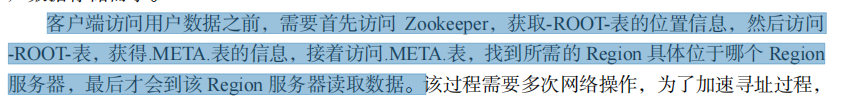 客户端访问用户数据之前，需要首先访问 Zookeeper，获取-ROOT-表的位置信息，然后访问
-ROOT-表，获得.META.表的信息，接着访问.META.表，找到所需的 Region 具体位于哪个 Region
服务器，最后才会到该 Region 服务器读取数据。该过程需要多次网络操作，为了加速寻址过程，